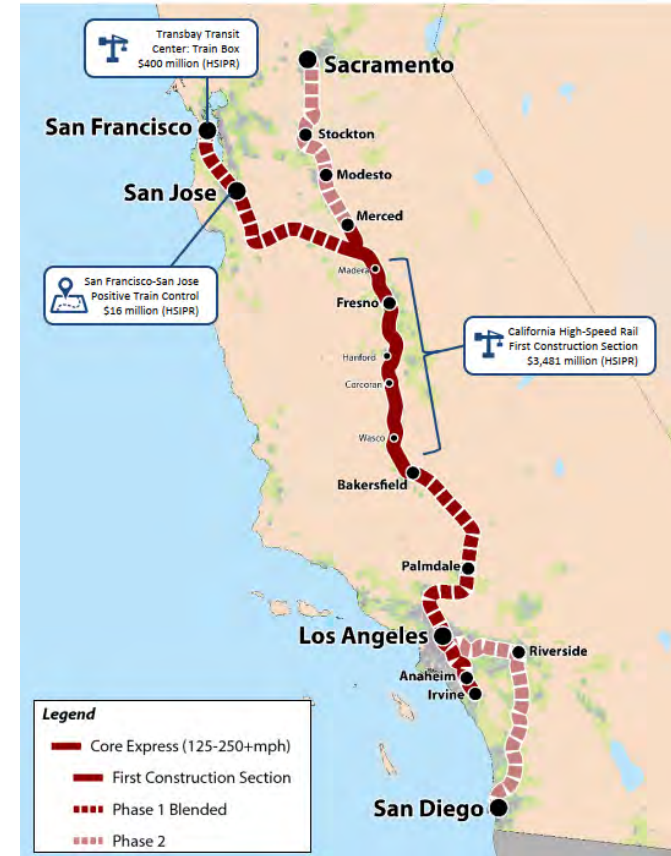 Transbay Transit
Center: Train Box
$400 million (HSIPR)
Sacramento
San Francisco
Stockton
Modesto
San Jose
Merced
Madera
San Francisco-San Jose
Positive Train Control
$16 million (HSIPR)
Fresno
California High-Speed Rail
First Construction Section
$3,481 million (HSIPR)
Hanford
Corcoran
Wasco
Bakersfield
Palmdale
Los Angeles
Riverside
Anaheim
Irvine
San Diego
Legend
Core Express (125-250+mph)
First Construction Section
Phase 1 Blended
Phase 2